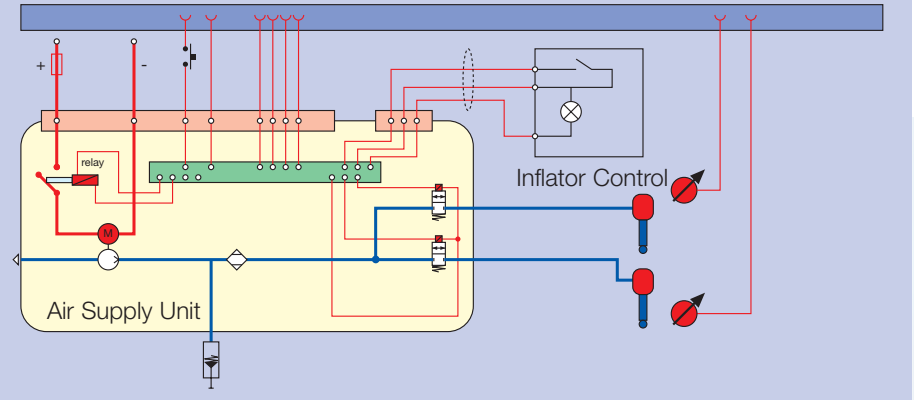 +
-
relay
Inflator Control
M
Air Supply Unit